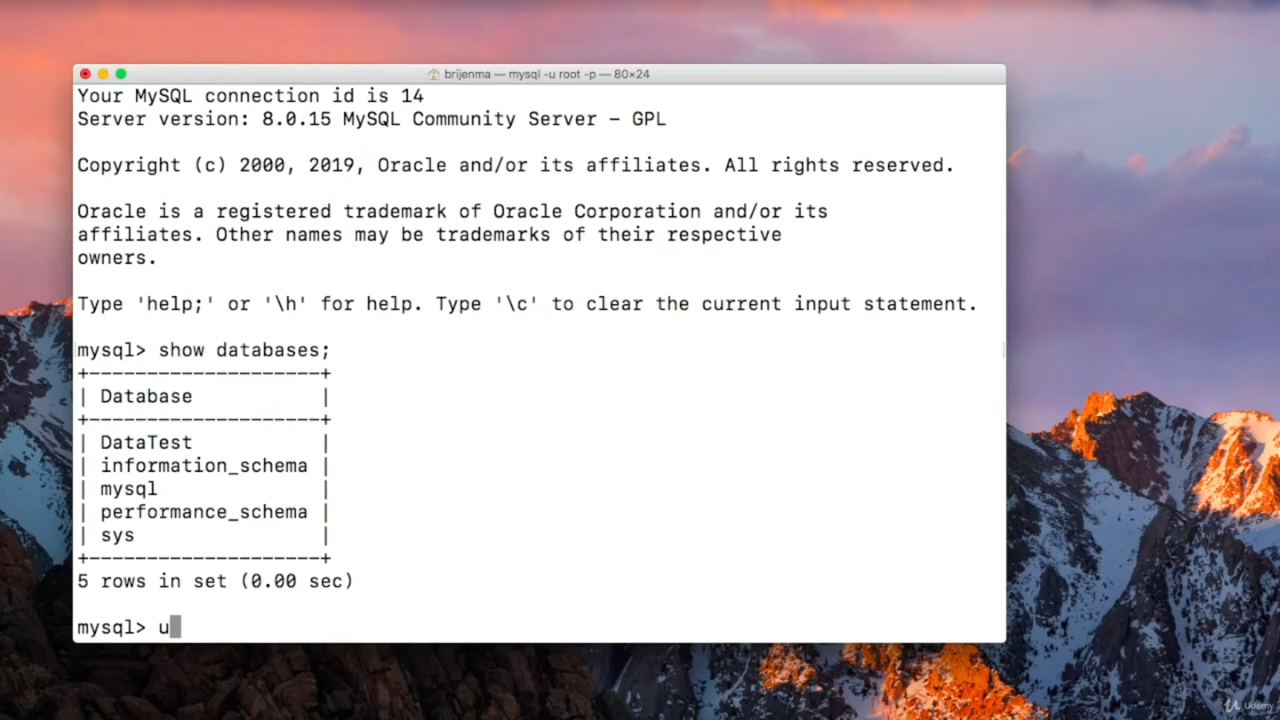 brijenma — mysql -u root -p — 80×24
Your MySQL connection id is 14
Server version: 8.0.15 MySQL Community Server - GPL
Copyright (c) 2000, 2019, Oracle and/or its affiliates. All rights reserved.
Oracle is a registered trademark of Oracle Corporation and/or its
affiliates. Other names may be trademarks of their respective
owners.
Type 'help;' or '\h' for help. Type '\c' to clear the current input statement.
mysql> show databases;
+--------------------+
| Database           |
+--------------------+
| DataTest           |
| information_schema |
| mysql              |
| performance_schema |
| sys                |
+--------------------+
5 rows in set (0.00 sec)
mysql> u
Udemy